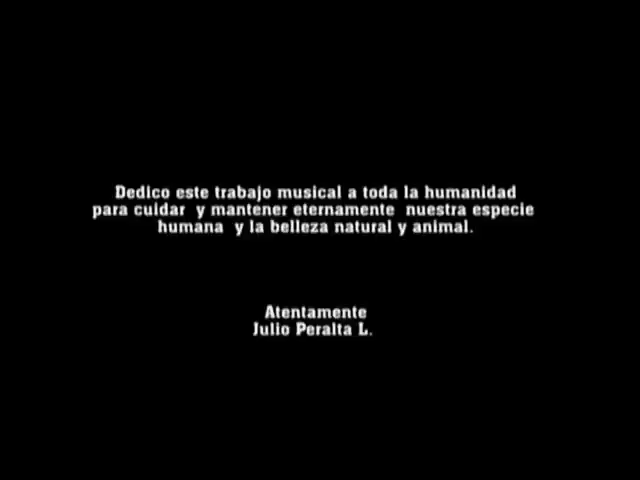 Dedico este trabajo musical a toda la humanidad
para cuidar y mantener eternamente nuestra especie
humana y la belleza natural y animal.
Atentamente
Julio Peralta L.